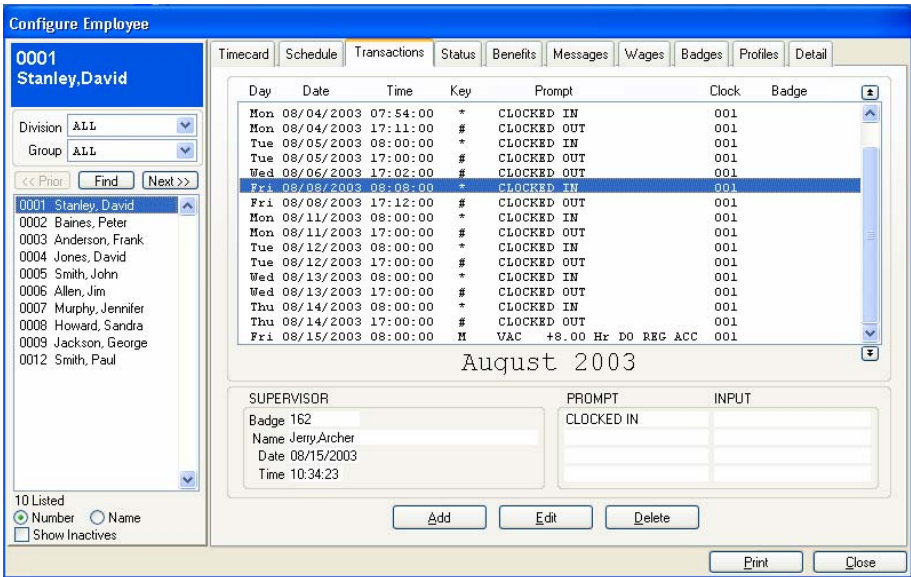 Configure Employee
0001
Stanley,David
Division ALL
Group ALL
<< Prior Find Next >>
0001 Stanley, David
0002 Baines, Peter
0003 Anderson, Frank
0004 Jones, David
0005 Smith, John
0006 Allen, Jim
0007 Murphy, Jennifer
0008 Howard, Sandra
0009 Jackson, George
0012 Smith, Paul
10 Listed
Number Name
Show Inactives
Timecard Schedule Transactions Status Benefits Messages Wages Badges Profiles Detail
Day Date Time Key Prompt Clock Badge
Mon 08/04/2003 07:54:00 * CLOCKED IN 001
Mon 08/04/2003 17:11:00 # CLOCKED OUT 001
Tue 08/05/2003 08:00:00 * CLOCKED IN 001
Tue 08/05/2003 17:00:00 # CLOCKED OUT 001
Wed 08/06/2003 17:02:00 # CLOCKED OUT 001
Fri 08/08/2003 08:08:00 * CLOCKED IN 001
Fri 08/08/2003 17:12:00 # CLOCKED OUT 001
Mon 08/11/2003 08:00:00 * CLOCKED IN 001
Mon 08/11/2003 17:00:00 # CLOCKED OUT 001
Tue 08/12/2003 08:00:00 * CLOCKED IN 001
Tue 08/12/2003 17:00:00 # CLOCKED OUT 001
Wed 08/13/2003 08:00:00 * CLOCKED IN 001
Wed 08/13/2003 17:00:00 # CLOCKED OUT 001
Thu 08/14/2003 08:00:00 * CLOCKED IN 001
Thu 08/14/2003 17:00:00 # CLOCKED OUT 001
Fri 08/15/2003 08:00:00 M VAC +8.00 Hr DO REG ACC 001
August 2003
SUPERVISOR
Badge 162
Name Jerry,Archer
Date 08/15/2003
Time 10:34:23
PROMPT INPUT
CLOCKED IN
Add Edit Delete
Print Close